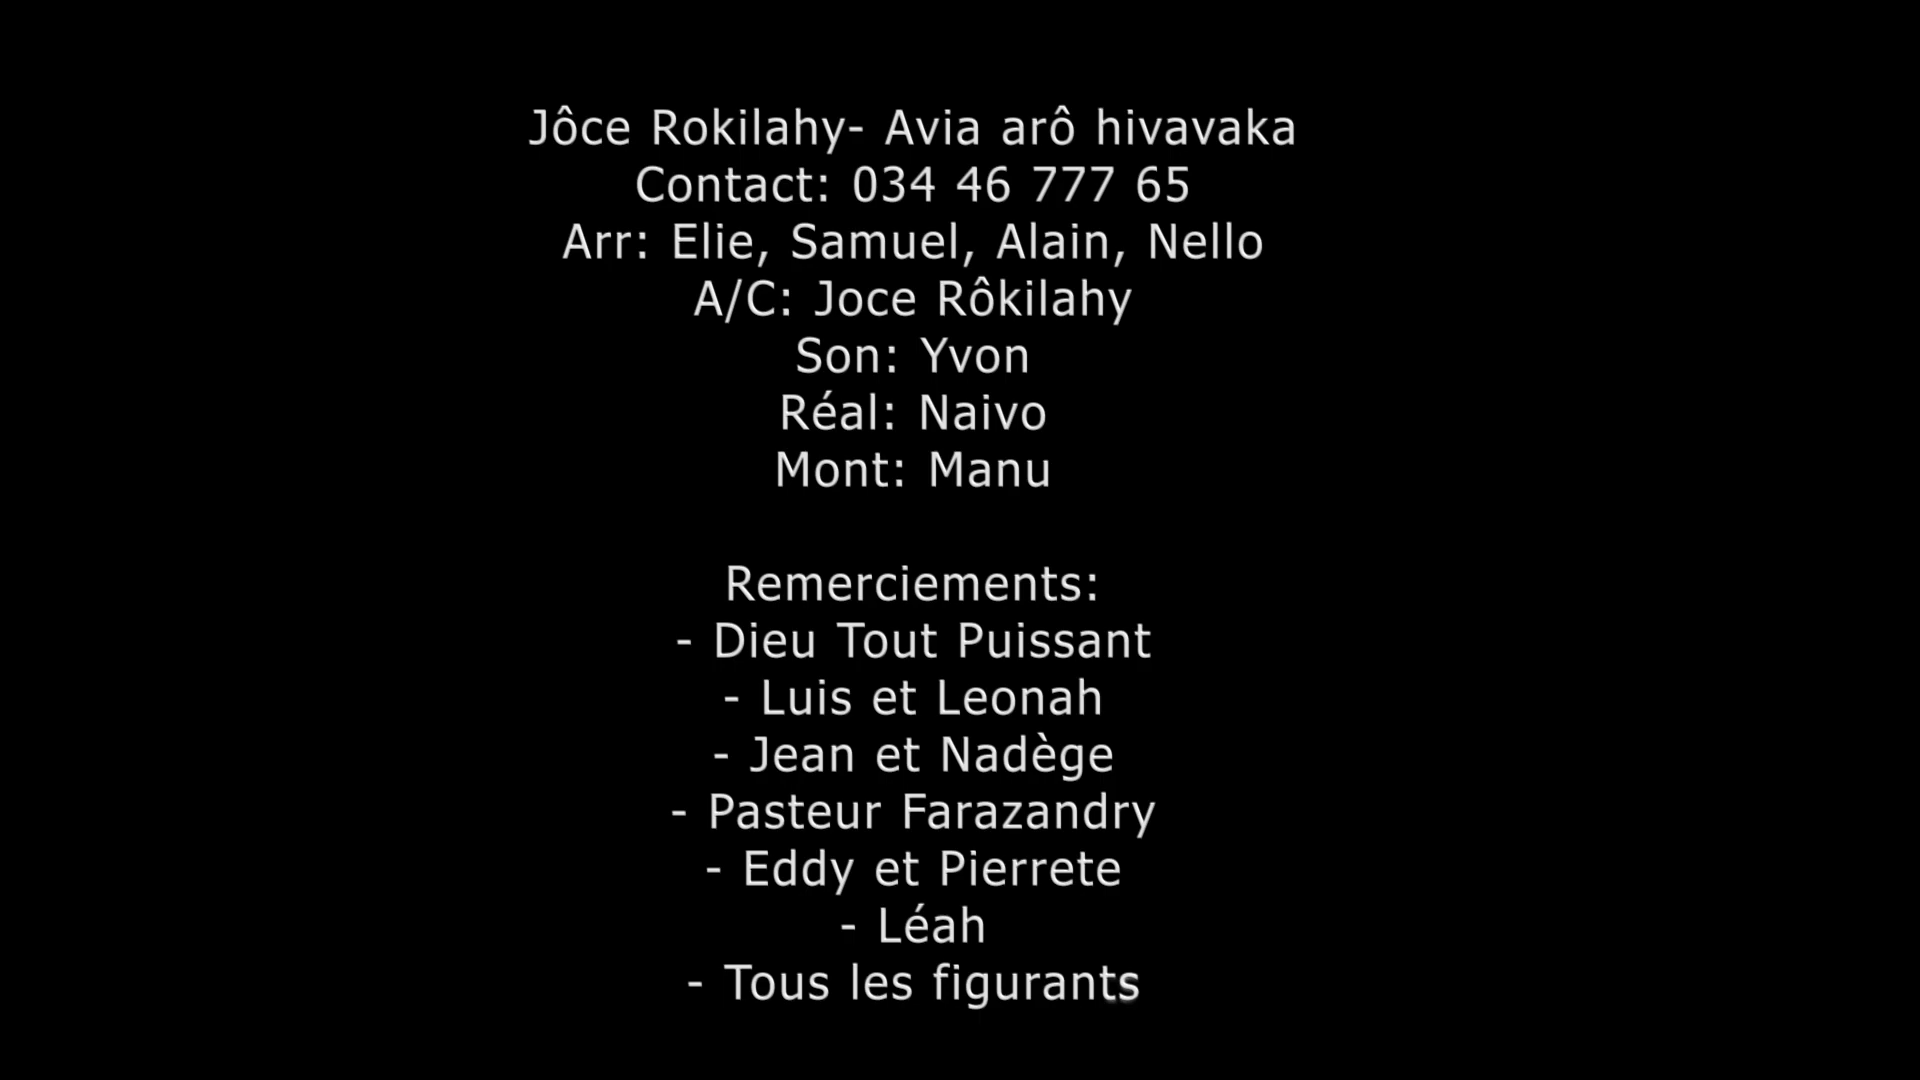 Jôce Rokilahy- Avia arô hivavaka
Contact: 034 46 777 65
Arr: Elie, Samuel, Alain, Nello
A/C: Joce Rôkilahy
Son: Yvon
Réal: Naivo
Mont: Manu
Remerciements:
- Dieu Tout Puissant
- Luis et Leonah
- Jean et Nadège
- Pasteur Farazandry
- Eddy et Pierrete
- Léah
- Tous les figurants